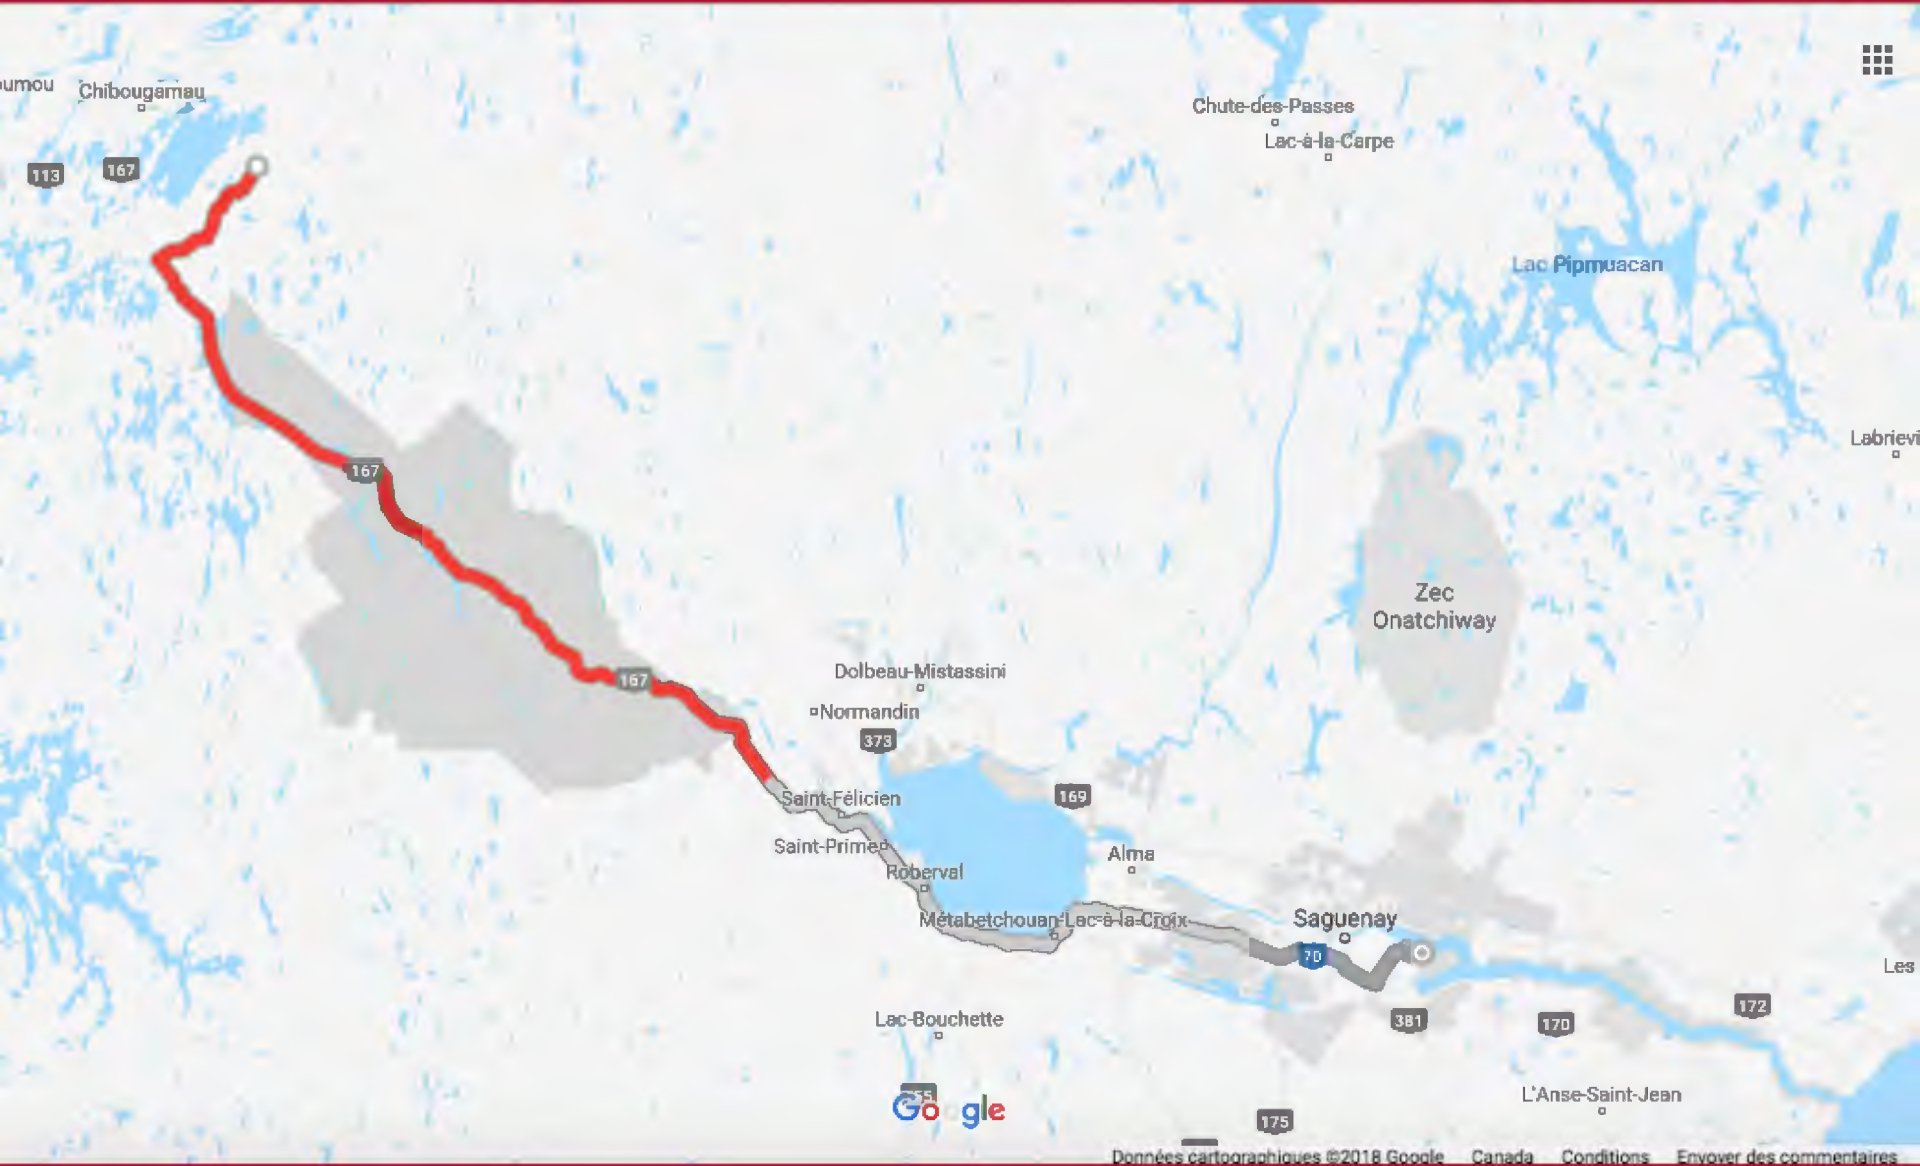 Chibougamau
Chute-des-Passes
Lac-à-la-Carpe
113
167
Lac Pipmuacan
167
Zec
Onatchiway
167
Dolbeau-Mistassini
Normandin
373
169
Saint-Félicien
Saint-Prime
Alma
Roberval
Métabetchouan-Lac-à-la-Croix
Saguenay
70
Les
172
Lac-Bouchette
381
170
L'Anse-Saint-Jean
Google
175
Données cartographiques ©2018 Google Canada Conditions Envoyer des commentaires